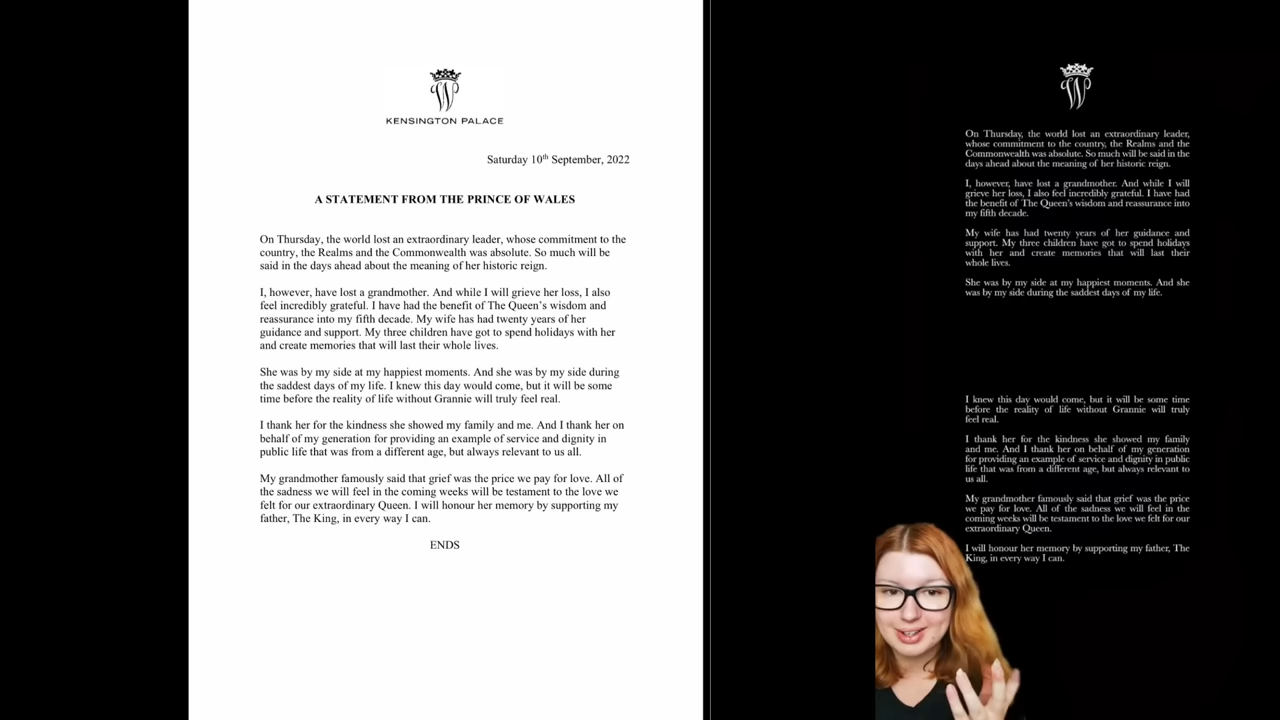 KENSINGTON PALACE
Saturday 10th September, 2022
A STATEMENT FROM THE PRINCE OF WALES
On Thursday, the world lost an extraordinary leader, whose commitment to the
country, the Realms and the Commonwealth was absolute. So much will be
said in the days ahead about the meaning of her historic reign.
I, however, have lost a grandmother. And while I will grieve her loss, I also
feel incredibly grateful. I have had the benefit of The Queen's wisdom and
reassurance into my fifth decade. My wife has had twenty years of her
guidance and support. My three children have got to spend holidays with her
and create memories that will last their whole lives.
She was by my side at my happiest moments. And she was by my side during
the saddest days of my life. I knew this day would come, but it will be some
time before the reality of life without Grannie will truly feel real.
I thank her for the kindness she showed my family and me. And I thank her on
behalf of my generation for providing an example of service and dignity in
public life that was from a different age, but always relevant to us all.
My grandmother famously said that grief was the price we pay for love. All of
the sadness we will feel in the coming weeks will be testament to the love we
felt for our extraordinary Queen. I will honour her memory by supporting my
father, The King, in every way I can.
ENDS
On Thursday, the world lost an extraordinary leader,
whose commitment to the country, the Realms and the
Commonwealth was absolute. So much will be said in the
days ahead about the meaning of her historic reign.
I, however, have lost a grandmother. And while I will
grieve her loss, I also feel incredibly grateful. I have had
the benefit of The Queen's wisdom and reassurance into
my fifth decade.
My wife has had twenty years of her guidance and
support. My three children have got to spend holidays
with her and create memories that will last their
whole lives.
She was by my side at my happiest moments. And she
was by my side during the saddest days of my life.
I knew this day would come, but it will be some time
before the reality of life without Grannie will truly
feel real.
I thank her for the kindness she showed my family
and me. And I thank her on behalf of my generation
for providing an example of service and dignity in public
life that was from a different age, but always relevant to
us all.
My grandmother famously said that grief was the price
we pay for love. All of the sadness we will feel in the
coming weeks will be testament to the love we felt for our
extraordinary Queen.
I will honour her memory by supporting my father, The
King, in every way I can.